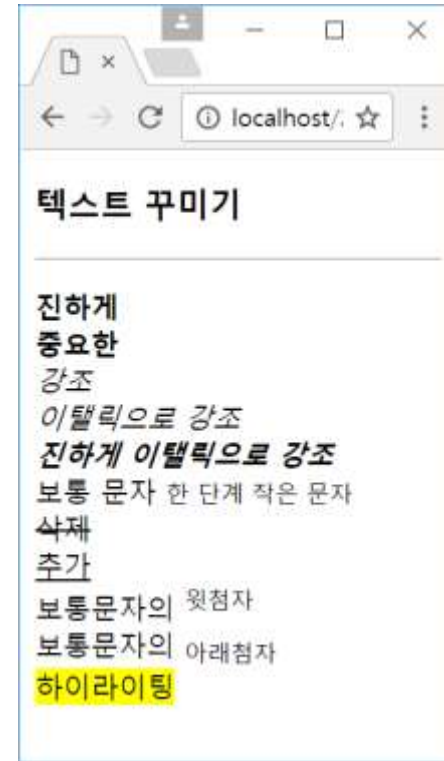 localhost/.
텍스트 꾸미기
진하게
중요한
강조
이탤릭으로 강조
진하게 이탤릭으로 강조
보통 문자 한 단계 작은 문자
삭제
추가
보통문자의 윗첨자
보통문자의 아래첨자
하이라이팅